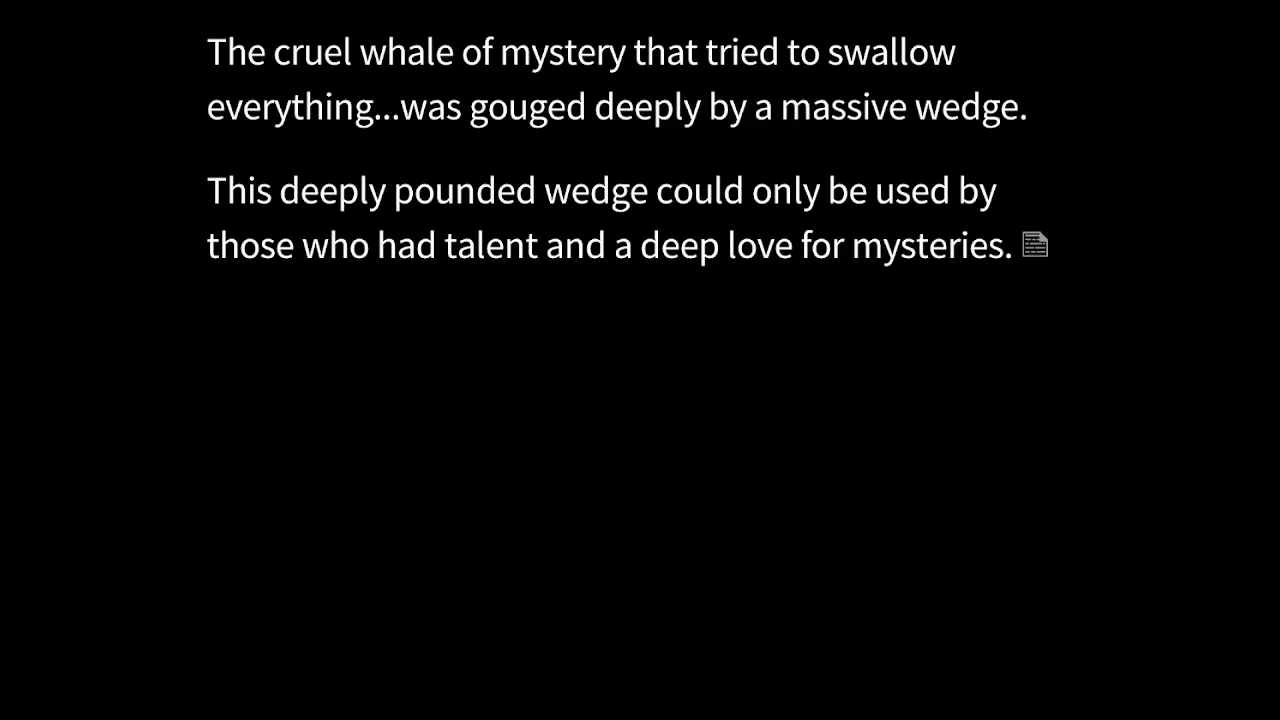 The cruel whale of mystery that tried to swallow
everything...was gouged deeply by a massive wedge.
This deeply pounded wedge could only be used by
those who had talent and a deep love for mysteries.